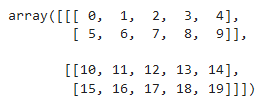 array([[[ 0, 1, 2, 3, 4],
[ 5, 6, 7, 8, 9]],
[[10, 11, 12, 13, 14],
[15, 16, 17, 18, 19]]])